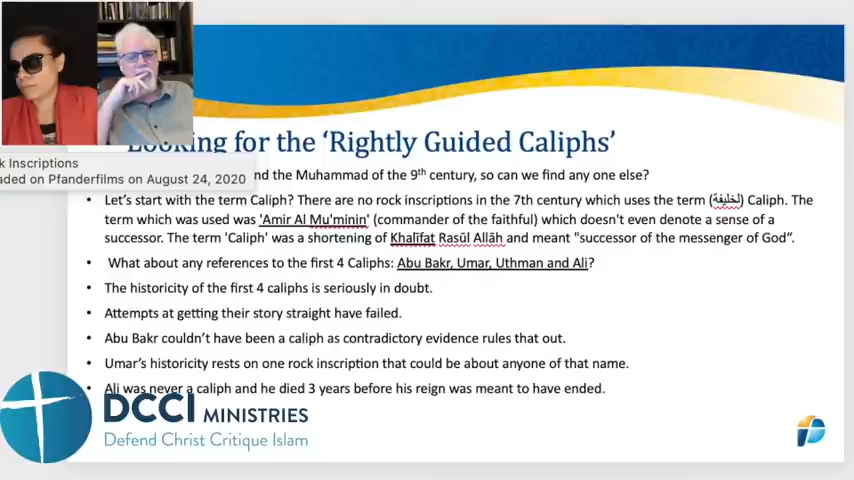 k Inscriptions
aded on Pfanderfilms on August 24, 2020
Looking for the ‘Rightly Guided Caliphs’
nd the Muhammad of the 9th century, so can we find any one else?
• Let’s start with the term Caliph? There are no rock inscriptions in the 7th century which uses the term (لخليفة) Caliph. The
term which was used was 'Amir Al Mu'minin' (commander of the faithful) which doesn't even denote a sense of a
successor. The term 'Caliph' was a shortening of Khalīfat Rasūl Allāh and meant "successor of the messenger of God“.
• What about any references to the first 4 Caliphs: Abu Bakr, Umar, Uthman and Ali?
• The historicity of the first 4 caliphs is seriously in doubt.
• Attempts at getting their story straight have failed.
• Abu Bakr couldn’t have been a caliph as contradictory evidence rules that out.
• Umar’s historicity rests on one rock inscription that could be about anyone of that name.
• Ali was never a caliph and he died 3 years before his reign was meant to have ended.
DCCI MINISTRIES
Defend Christ Critique Islam